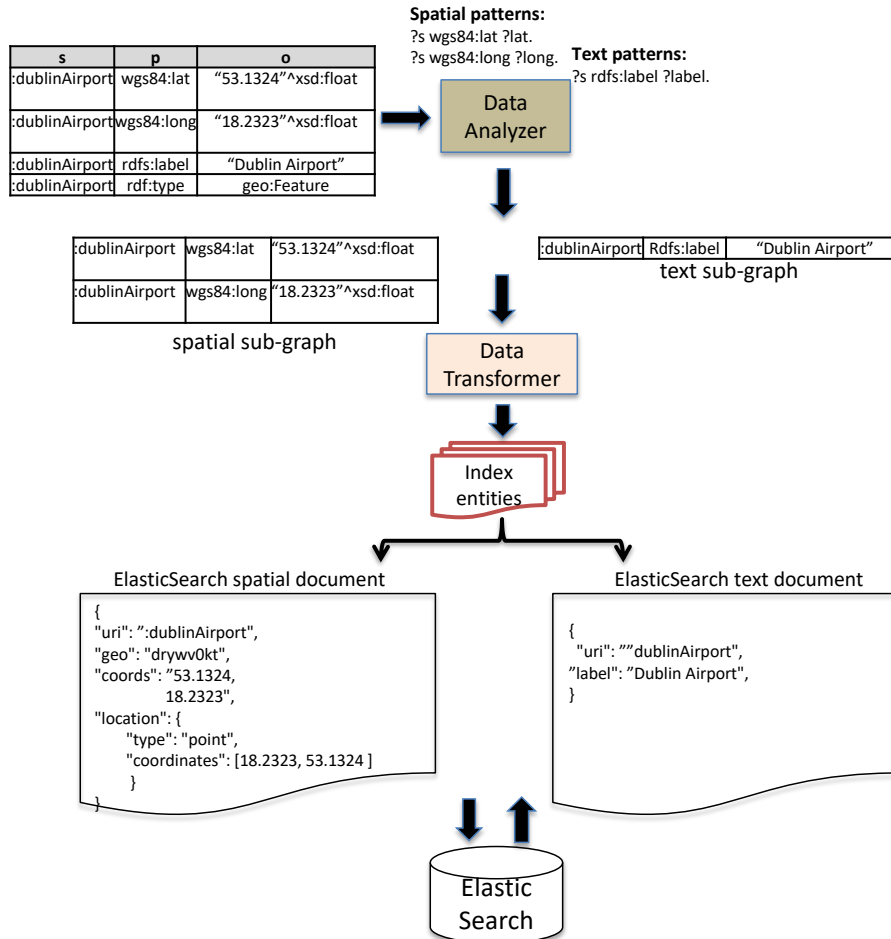 Spatial patterns:
?s wgs84:lat ?lat.
?s wgs84:long ?long.
Text patterns:
?s rdfs:label ?label.
s p o
:dublinAirport wgs84:lat “53.1324”^xsd:float
:dublinAirport wgs84:long “18.2323”^xsd:float
:dublinAirport rdfs:label “Dublin Airport”
:dublinAirport rdf:type geo:Feature
Data
Analyzer
:dublinAirport wgs84:lat “53.1324”^xsd:float
:dublinAirport wgs84:long “18.2323”^xsd:float
spatial sub-graph
:dublinAirport Rdfs:label “Dublin Airport”
text sub-graph
Data
Transformer
Index
entities
ElasticSearch spatial document
{
"uri": ”:dublinAirport",
"geo": "drywv0kt",
"coords": ”53.1324,
18.2323",
"location": {
"type": "point",
"coordinates": [18.2323, 53.1324 ]
}
}
ElasticSearch text document
{
"uri": ””dublinAirport",
”label": ”Dublin Airport",
}
Elastic
Search